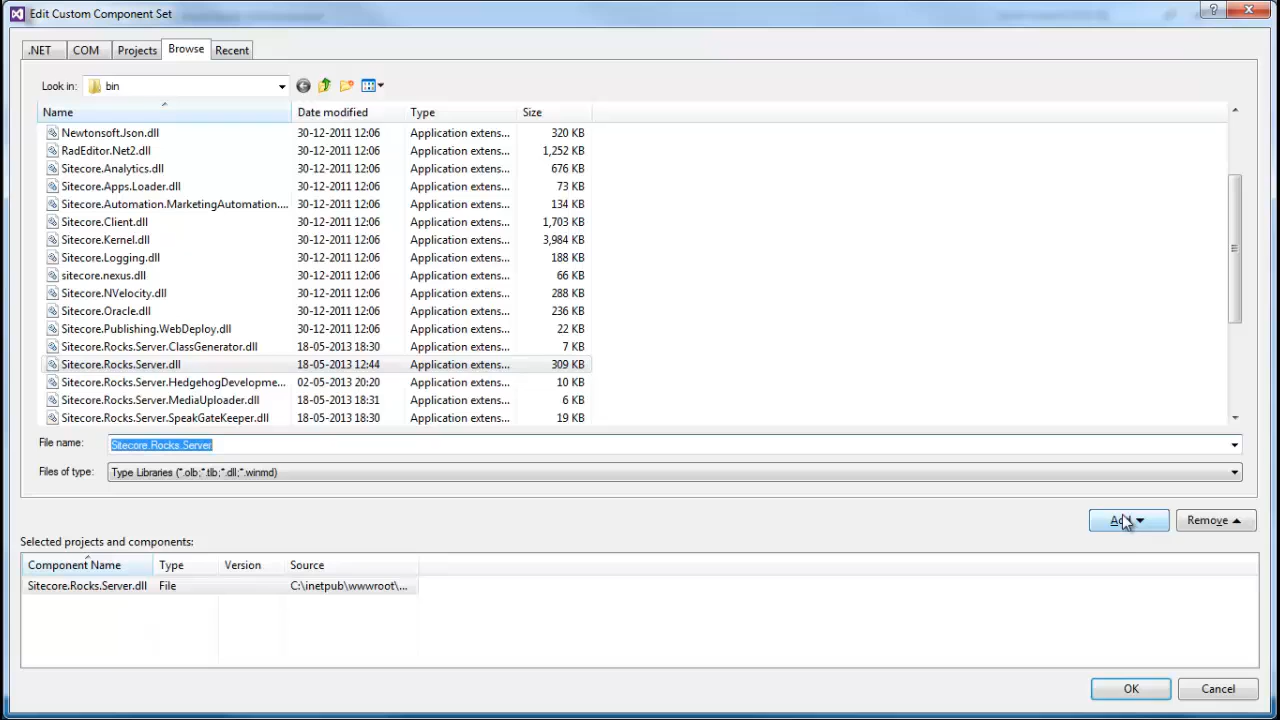 Edit Custom Component Set
.NET COM Projects Browse Recent
Look in: bin
Name Date modified Type Size
Newtonsoft.Json.dll 30-12-2011 12:06 Application extens... 320 KB
RadEditor.Net2.dll 30-12-2011 12:06 Application extens... 1,252 KB
Sitecore.Analytics.dll 30-12-2011 12:06 Application extens... 676 KB
Sitecore.Apps.Loader.dll 30-12-2011 12:06 Application extens... 73 KB
Sitecore.Automation.MarketingAutomation.... 30-12-2011 12:06 Application extens... 134 KB
Sitecore.Client.dll 30-12-2011 12:06 Application extens... 1,703 KB
Sitecore.Kernel.dll 30-12-2011 12:06 Application extens... 3,984 KB
Sitecore.Logging.dll 30-12-2011 12:06 Application extens... 188 KB
sitecore.nexus.dll 30-12-2011 12:06 Application extens... 66 KB
Sitecore.NVelocity.dll 30-12-2011 12:06 Application extens... 288 KB
Sitecore.Oracle.dll 30-12-2011 12:06 Application extens... 236 KB
Sitecore.Publishing.WebDeploy.dll 30-12-2011 12:06 Application extens... 22 KB
Sitecore.Rocks.Server.ClassGenerator.dll 18-05-2013 18:30 Application extens... 7 KB
Sitecore.Rocks.Server.dll 18-05-2013 12:44 Application extens... 309 KB
Sitecore.Rocks.Server.HedgehogDevelopme... 02-05-2013 20:20 Application extens... 10 KB
Sitecore.Rocks.Server.MediaUploader.dll 18-05-2013 18:31 Application extens... 6 KB
Sitecore.Rocks.Server.SpeakGateKeeper.dll 18-05-2013 18:30 Application extens... 19 KB
File name: Sitecore.Rocks.Server
Files of type: Type Libraries (*.olb;*.tlb;*.dll;*.winmd)
Add Remove
Selected projects and components:
Component Name Type Version Source
Sitecore.Rocks.Server.dll File C:\inetpub\wwwroot\...
OK Cancel